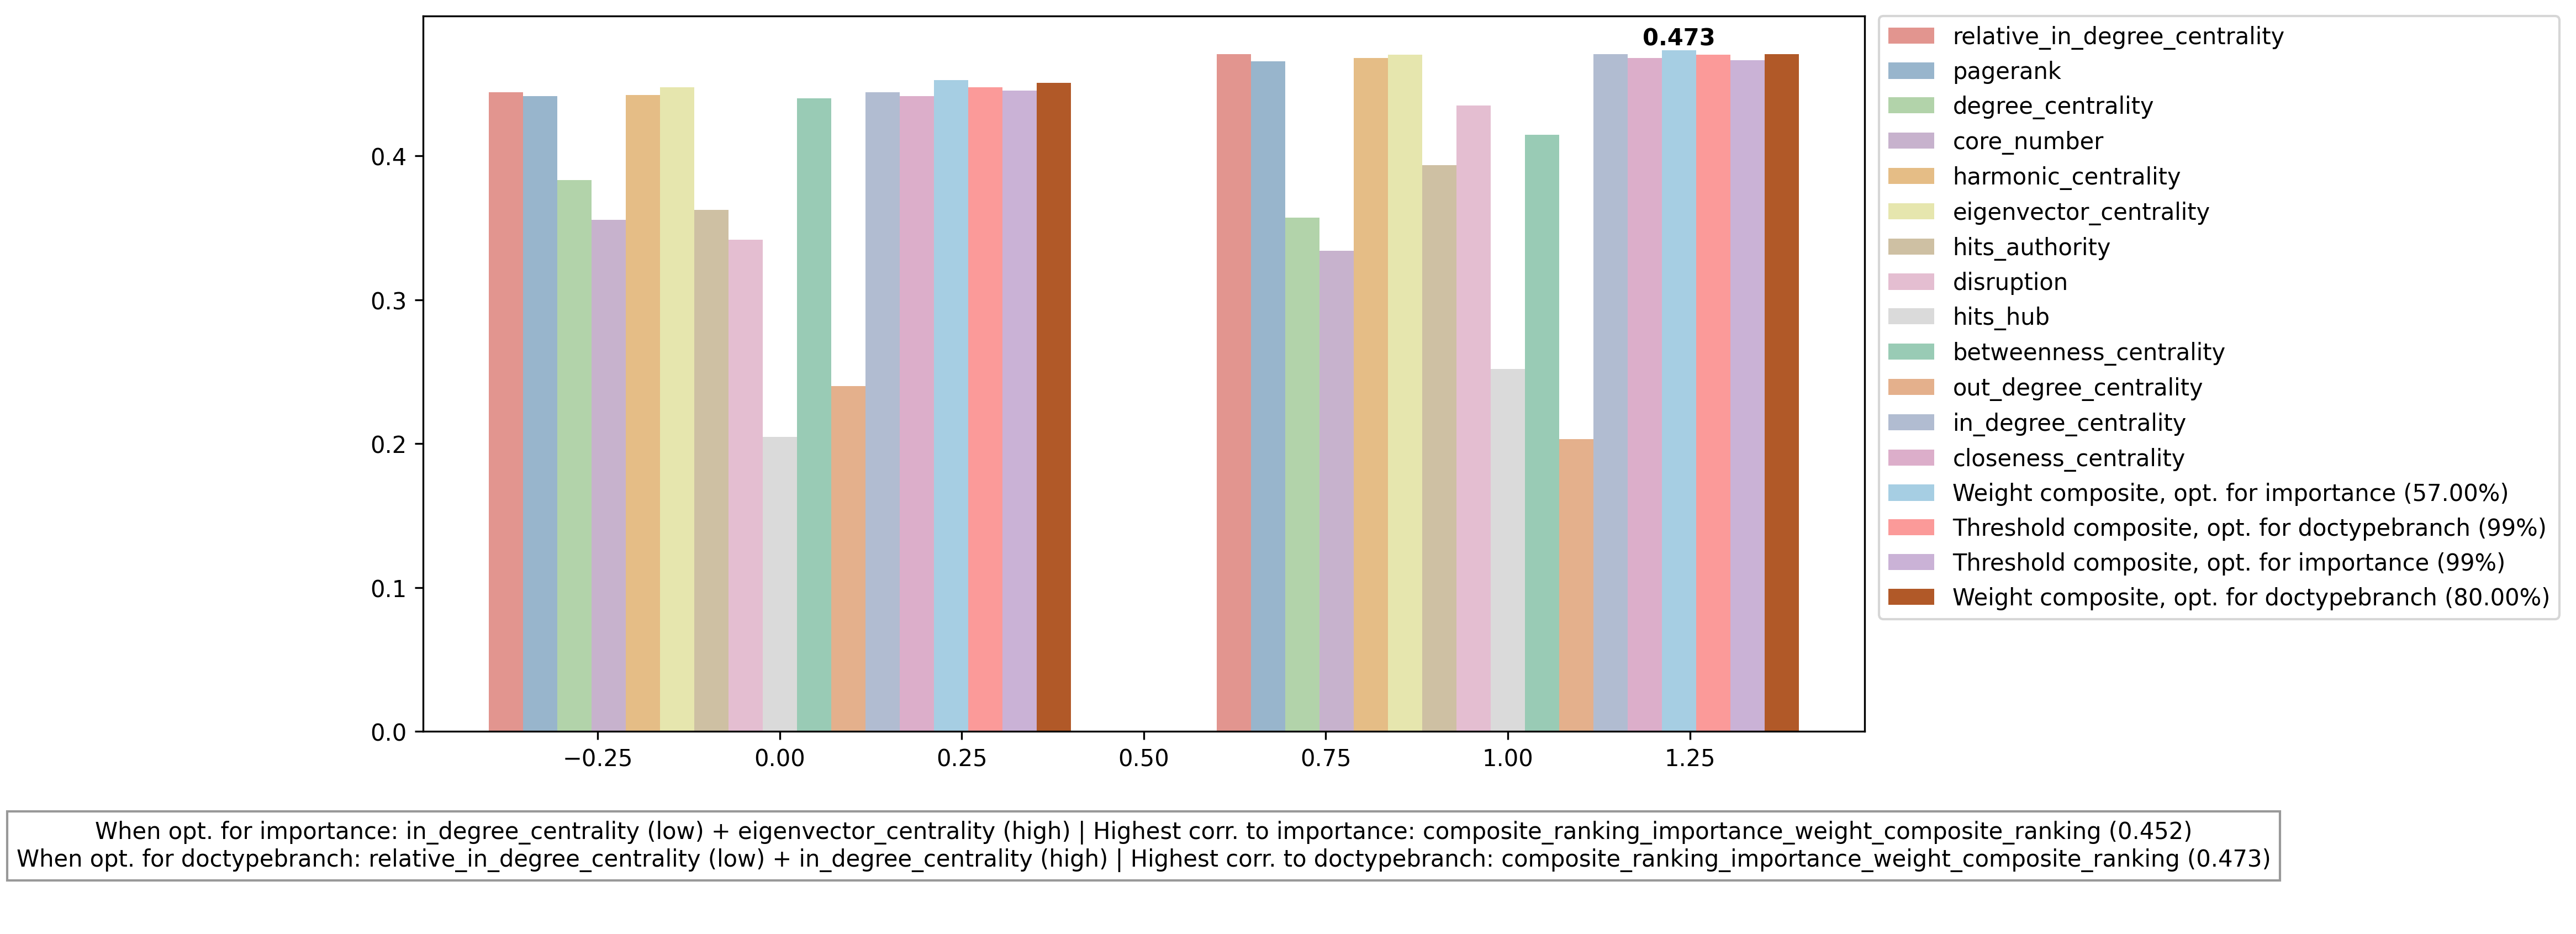 0.473
0.4
0.3
0.2
0.1
0.0
−0.25
0.00
0.25
0.50
0.75
1.00
1.25
relative_in_degree_centrality
pagerank
degree_centrality
core_number
harmonic_centrality
eigenvector_centrality
hits_authority
disruption
hits_hub
betweenness_centrality
out_degree_centrality
in_degree_centrality
closeness_centrality
Weight composite, opt. for importance (57.00%)
Threshold composite, opt. for doctypebranch (99%)
Threshold composite, opt. for importance (99%)
Weight composite, opt. for doctypebranch (80.00%)
When opt. for importance: in_degree_centrality (low) + eigenvector_centrality (high) | Highest corr. to importance: composite_ranking_importance_weight_composite_ranking (0.452)
When opt. for doctypebranch: relative_in_degree_centrality (low) + in_degree_centrality (high) | Highest corr. to doctypebranch: composite_ranking_importance_weight_composite_ranking (0.473)